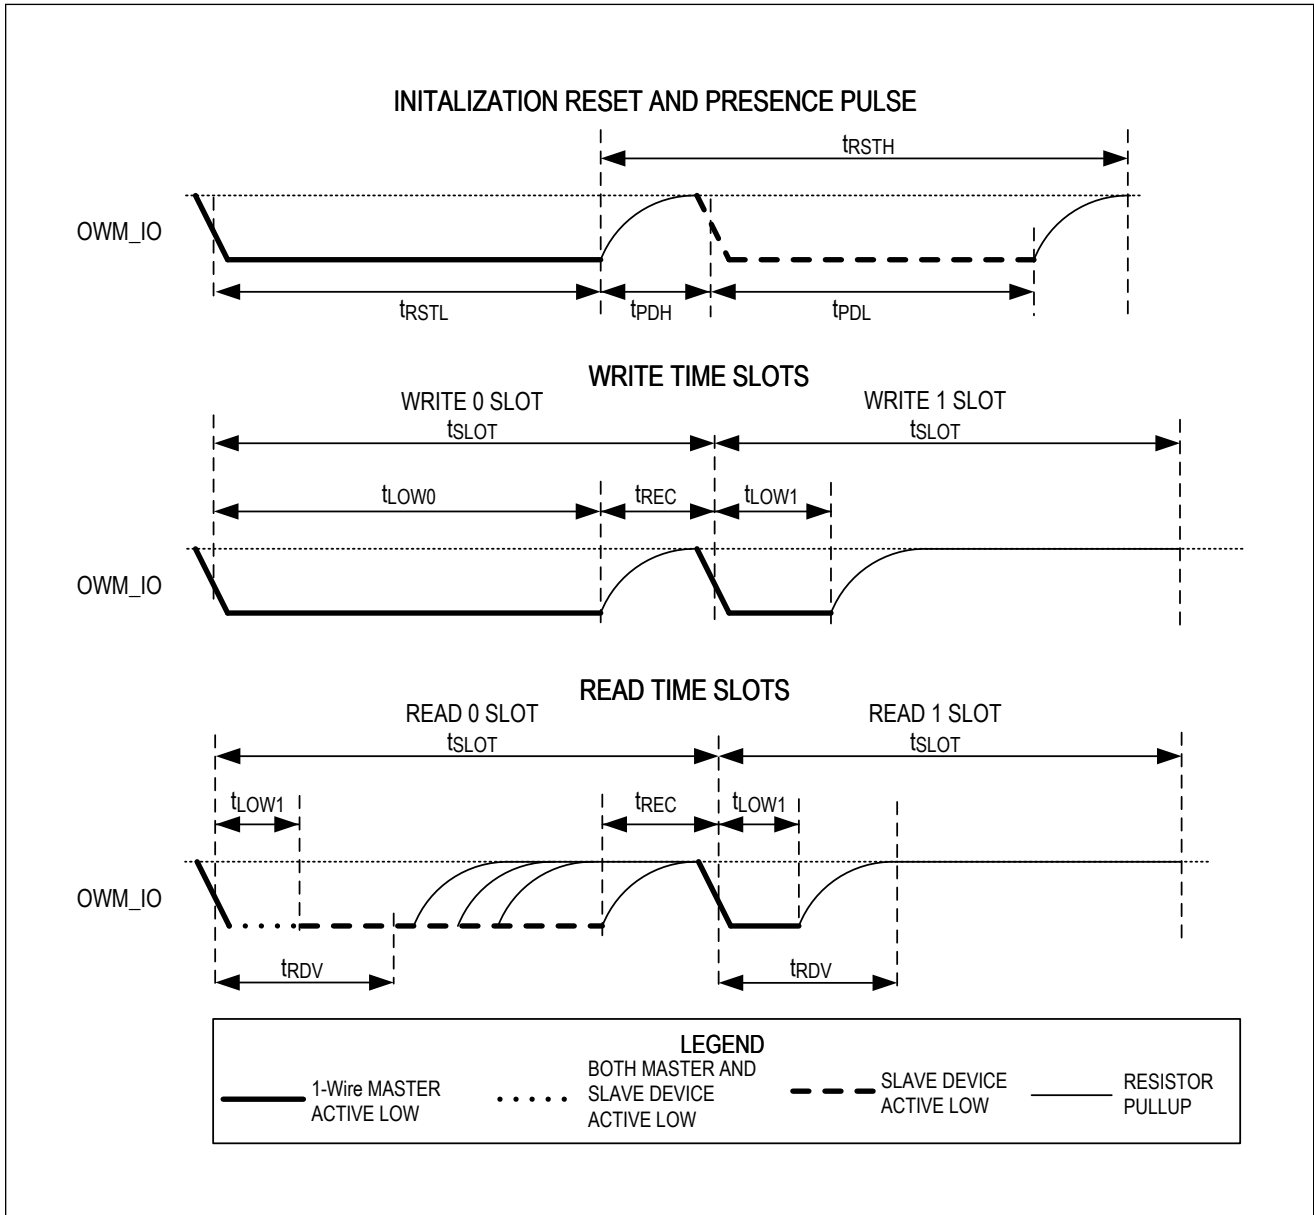 INITALIZATION RESET AND PRESENCE PULSE
tRSTH
OWM_IO
tRSTL
tPDH
tPDL
WRITE TIME SLOTS
WRITE 0 SLOT
WRITE 1 SLOT
tSLOT
tSLOT
tLOW0
tREC
tLOW1
OWM_IO
READ TIME SLOTS
READ 0 SLOT
READ 1 SLOT
tSLOT
tSLOT
tLOW1
tREC
tLOW1
OWM_IO
tRDV
tRDV
LEGEND
1-Wire MASTER
ACTIVE LOW
BOTH MASTER AND
SLAVE DEVICE
ACTIVE LOW
SLAVE DEVICE
ACTIVE LOW
RESISTOR
PULLUP